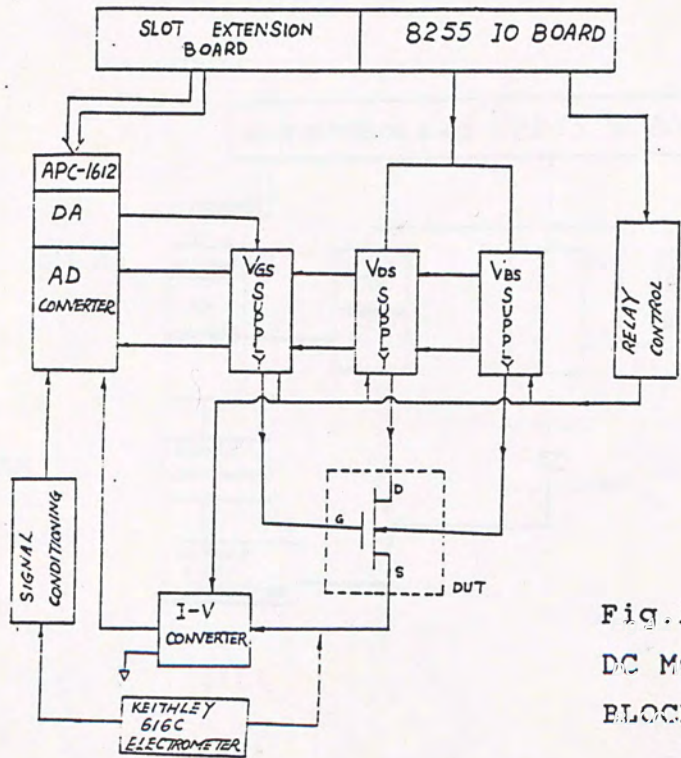 SLOT EXTENSION
BOARD
8255 IO BOARD
APC-1612
DA
AD
CONVERTER
VGS
SUPPLY
VDS
SUPPLY
VBS
SUPPLY
RELAY
CONTROL
SIGNAL
CONDITIONING
D
G
S
DUT
I-V
CONVERTER
KEITHLEY
616C
ELECTROMETER
Fig.
DC
BLOCK